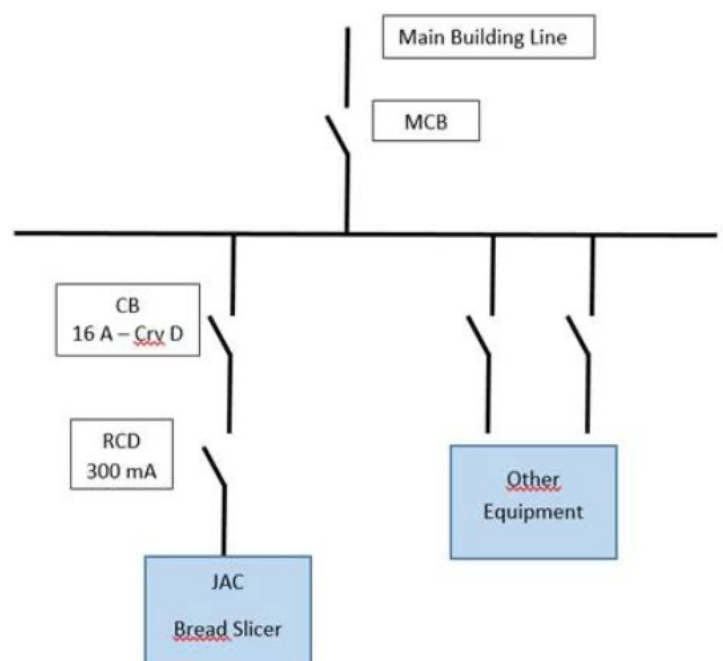 Main Building Line
MCB
CB
16 A – Crv D
RCD
300 mA
Other
Equipment
JAC
Bread Slicer